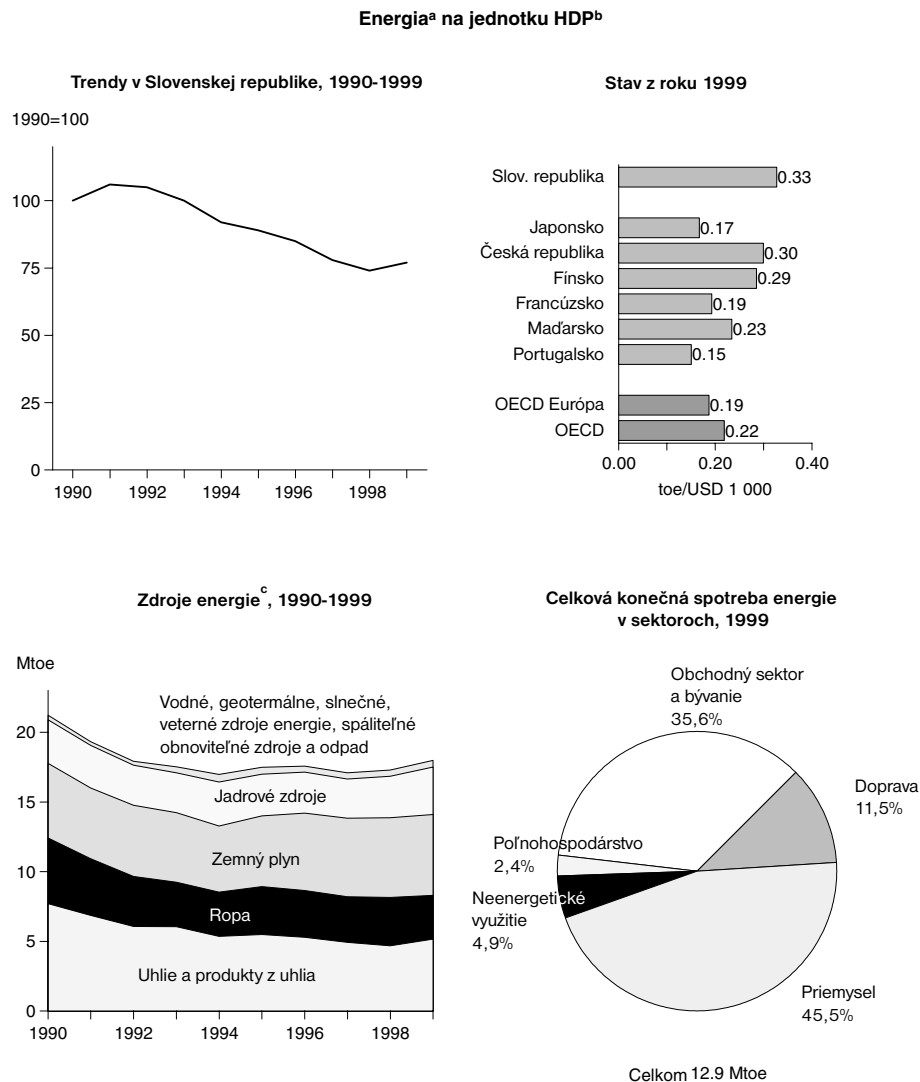 Energiaᵃ na jednotku HDPᵇ
Trendy v Slovenskej republike, 1990-1999
1990=100
100
75
50
25
0
1990
1992
1994
1996
1998
Stav z roku 1999
Slov. republika
0.33
Japonsko
0.17
Česká republika
0.30
Fínsko
0.29
Francúzsko
0.19
Maďarsko
0.23
Portugalsko
0.15
OECD Európa
0.19
OECD
0.22
0.00
0.20
0.40
toe/USD 1 000
Zdroje energieᶜ, 1990-1999
Mtoe
20
15
10
5
0
Vodné, geotermálne, slnečné,
veterné zdroje energie, spáliteľné
obnoviteľné zdroje a odpad
Jadrové zdroje
Zemný plyn
Ropa
Uhlie a produkty z uhlia
1990
1992
1994
1996
1998
Celková konečná spotreba energie
v sektoroch, 1999
Obchodný sektor
a bývanie
35,6%
Doprava
11,5%
Poľnohospodárstvo
2,4%
Neenergetické
využitie
4,9%
Priemysel
45,5%
Celkom 12.9 Mtoe